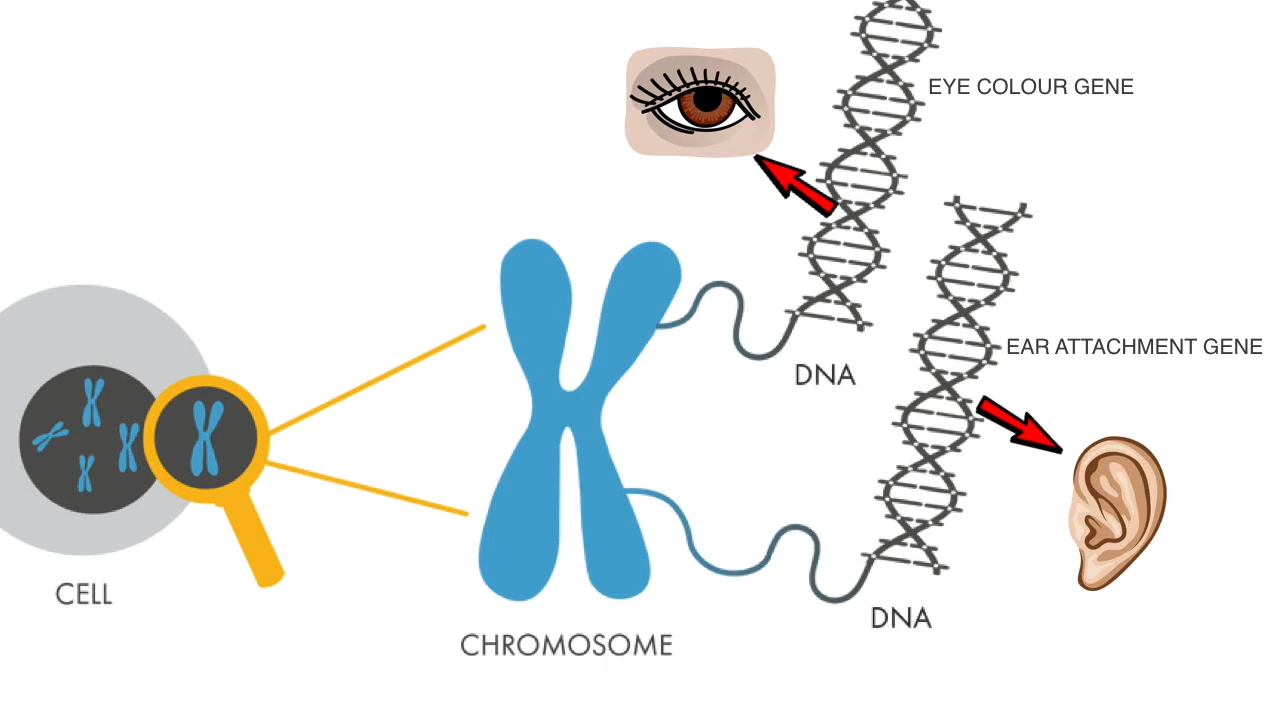 EYE COLOUR GENE
EAR ATTACHMENT GENE
DNA
DNA
CELL
CHROMOSOME